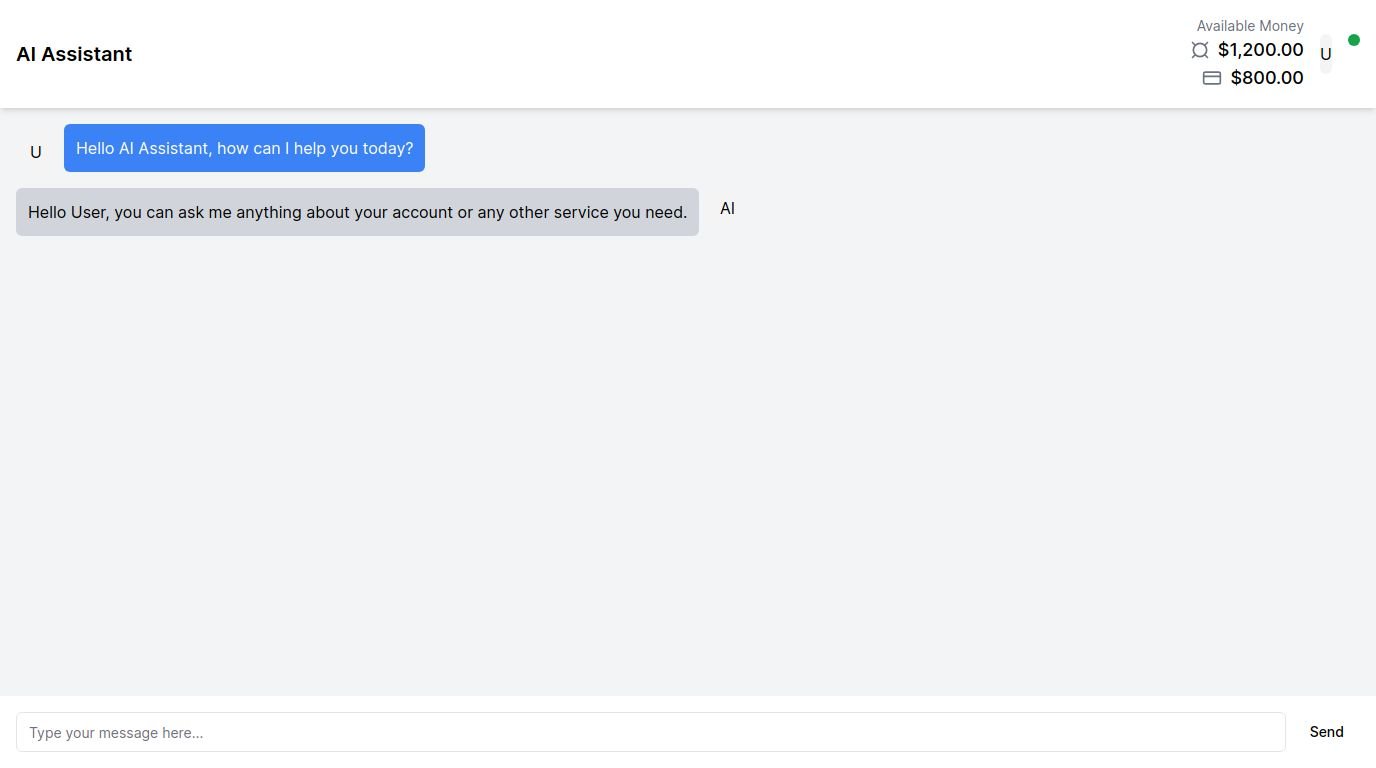 AI Assistant
Available Money
$1,200.00
$800.00
U
U
Hello AI Assistant, how can I help you today?
Hello User, you can ask me anything about your account or any other service you need.
AI
Type your message here...
Send